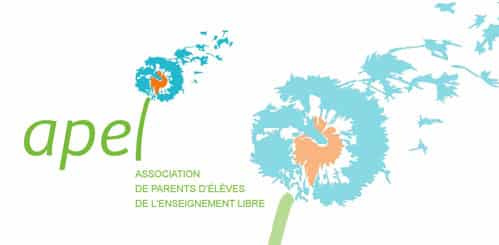 apel
ASSOCIATION
DE PARENTS D'ÉLÈVES
DE L'ENSEIGNEMENT LIBRE